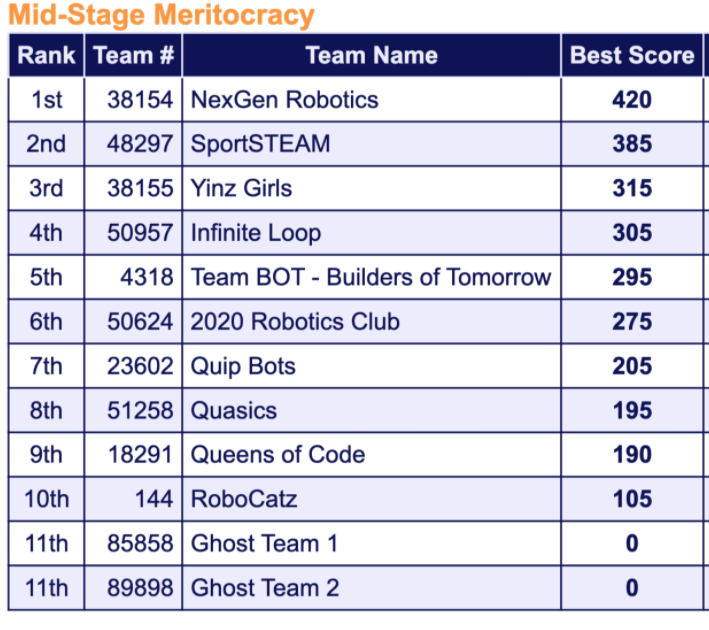 Mid-Stage Meritocracy
Rank Team # Team Name Best Score
1st 38154 NexGen Robotics 420
2nd 48297 SportSTEAM 385
3rd 38155 Yinz Girls 315
4th 50957 Infinite Loop 305
5th 4318 Team BOT - Builders of Tomorrow 295
6th 50624 2020 Robotics Club 275
7th 23602 Quip Bots 205
8th 51258 Quasics 195
9th 18291 Queens of Code 190
10th 144 RoboCatz 105
11th 85858 Ghost Team 1 0
11th 89898 Ghost Team 2 0